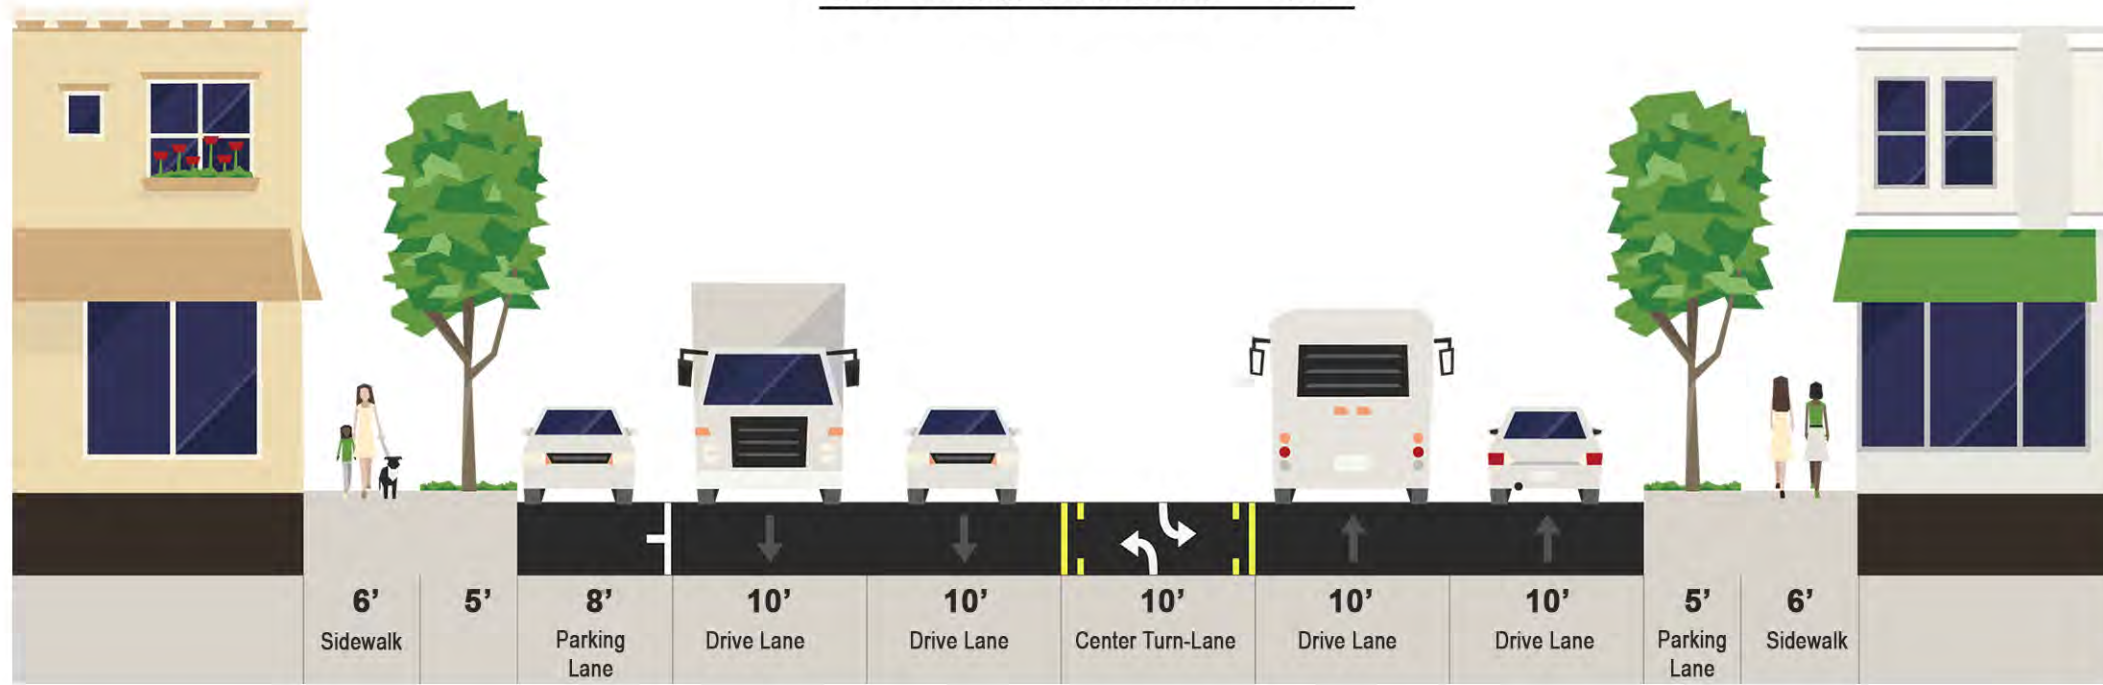 6’ 5’ 8’ 10’ 10’ 10’ 10’ 10’ 5’ 6’
Sidewalk Parking Drive Lane Drive Lane Center Turn-Lane Drive Lane Drive Lane Parking Sidewalk
Lane Lane